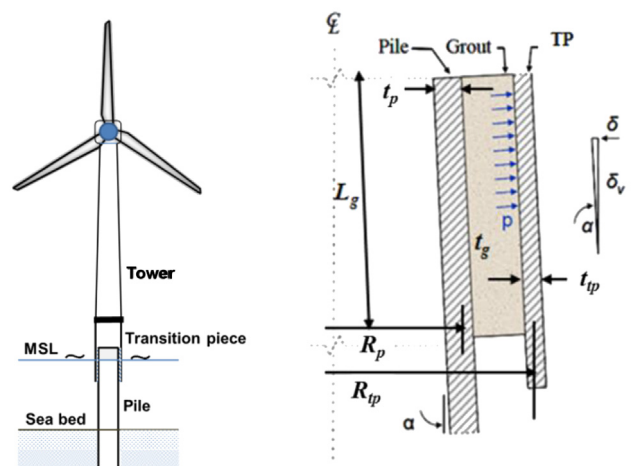 Tower
MSL
Transition piece
Pile
Sea bed
℄
Pile
Grout
TP
t_p
δ
L_g
δ_v
α
p
t_g
t_tp
R_p
R_tp
α